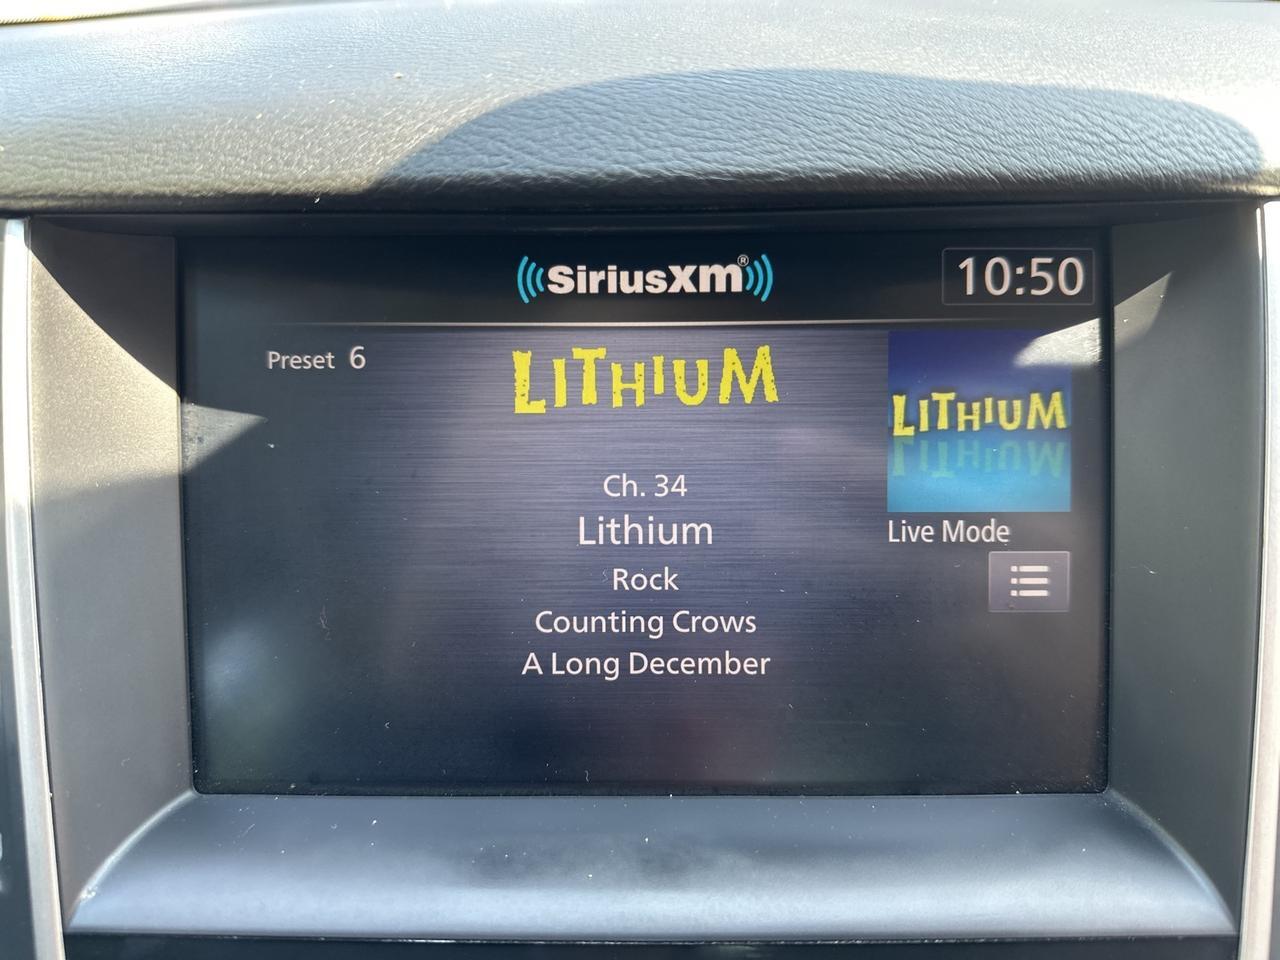 SiriusXM®
10:50
Preset 6
LITHIUM
LITHIUM
Ch. 34
Lithium
Live Mode
Rock
Counting Crows
A Long December